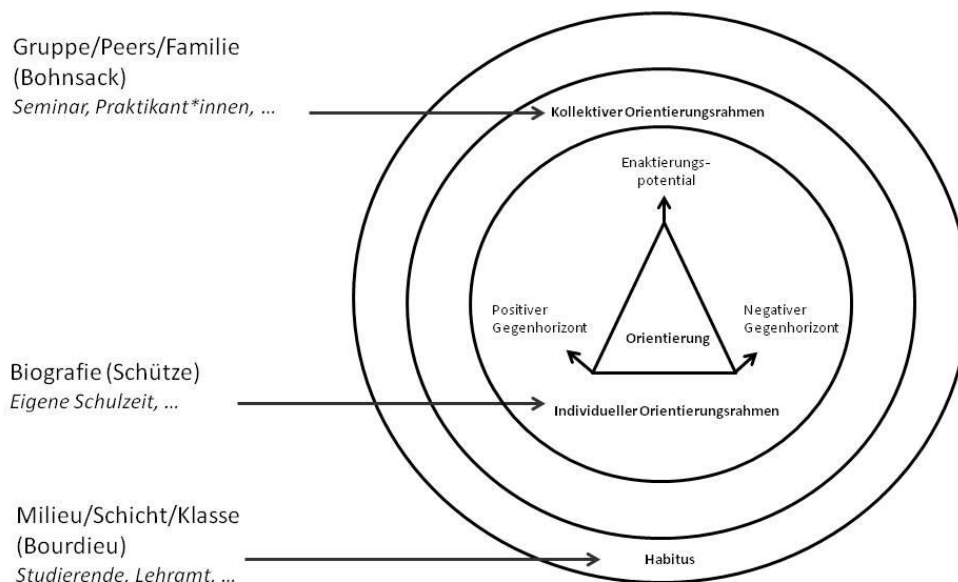 Gruppe/Peers/Familie
(Bohnsack)
Seminar, Praktikant*innen, ...
Kollektiver Orientierungsrahmen
Enaktierungs-
potential
Positiver
Gegenhorizont
Negativer
Gegenhorizont
Orientierung
Biografie (Schütze)
Eigene Schulzeit, ...
Individueller Orientierungsrahmen
Milieu/Schicht/Klasse
(Bourdieu)
Studierende, Lehramt, ...
Habitus